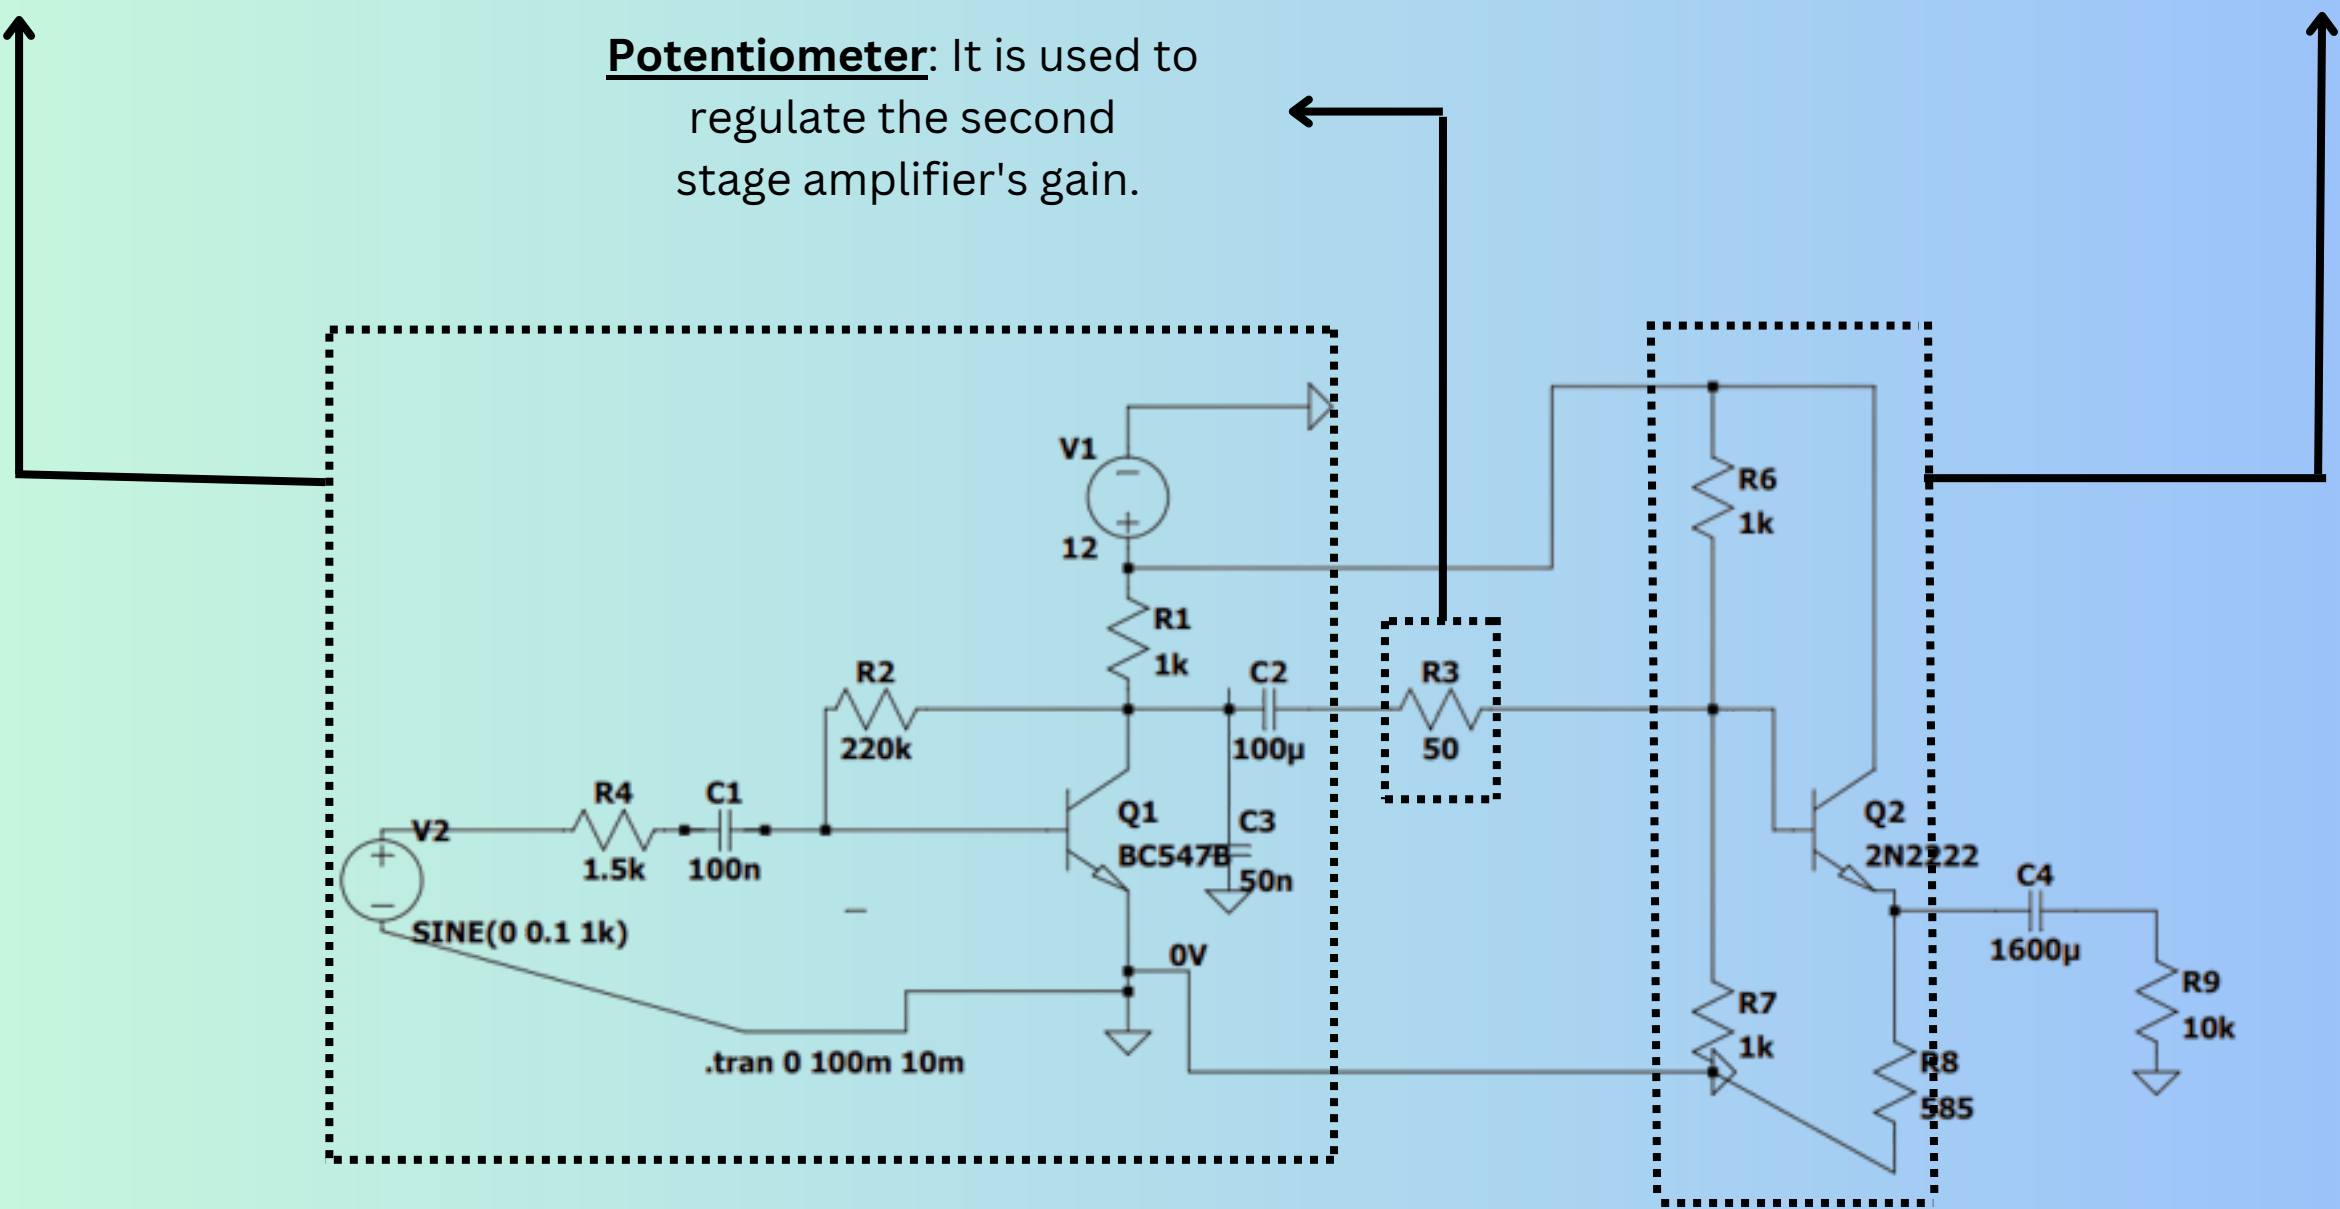 Potentiometer: It is used to
regulate the second
stage amplifier's gain.
V1
12
R6
1k
R1
1k
R2
220k
C2
100µ
R3
50
R4
1.5k
C1
100n
V2
SINE(0 0.1 1k)
Q1
BC547B
C3
50n
Q2
2N2222
C4
1600µ
0V
R9
10k
R7
1k
R8
585
.tran 0 100m 10m